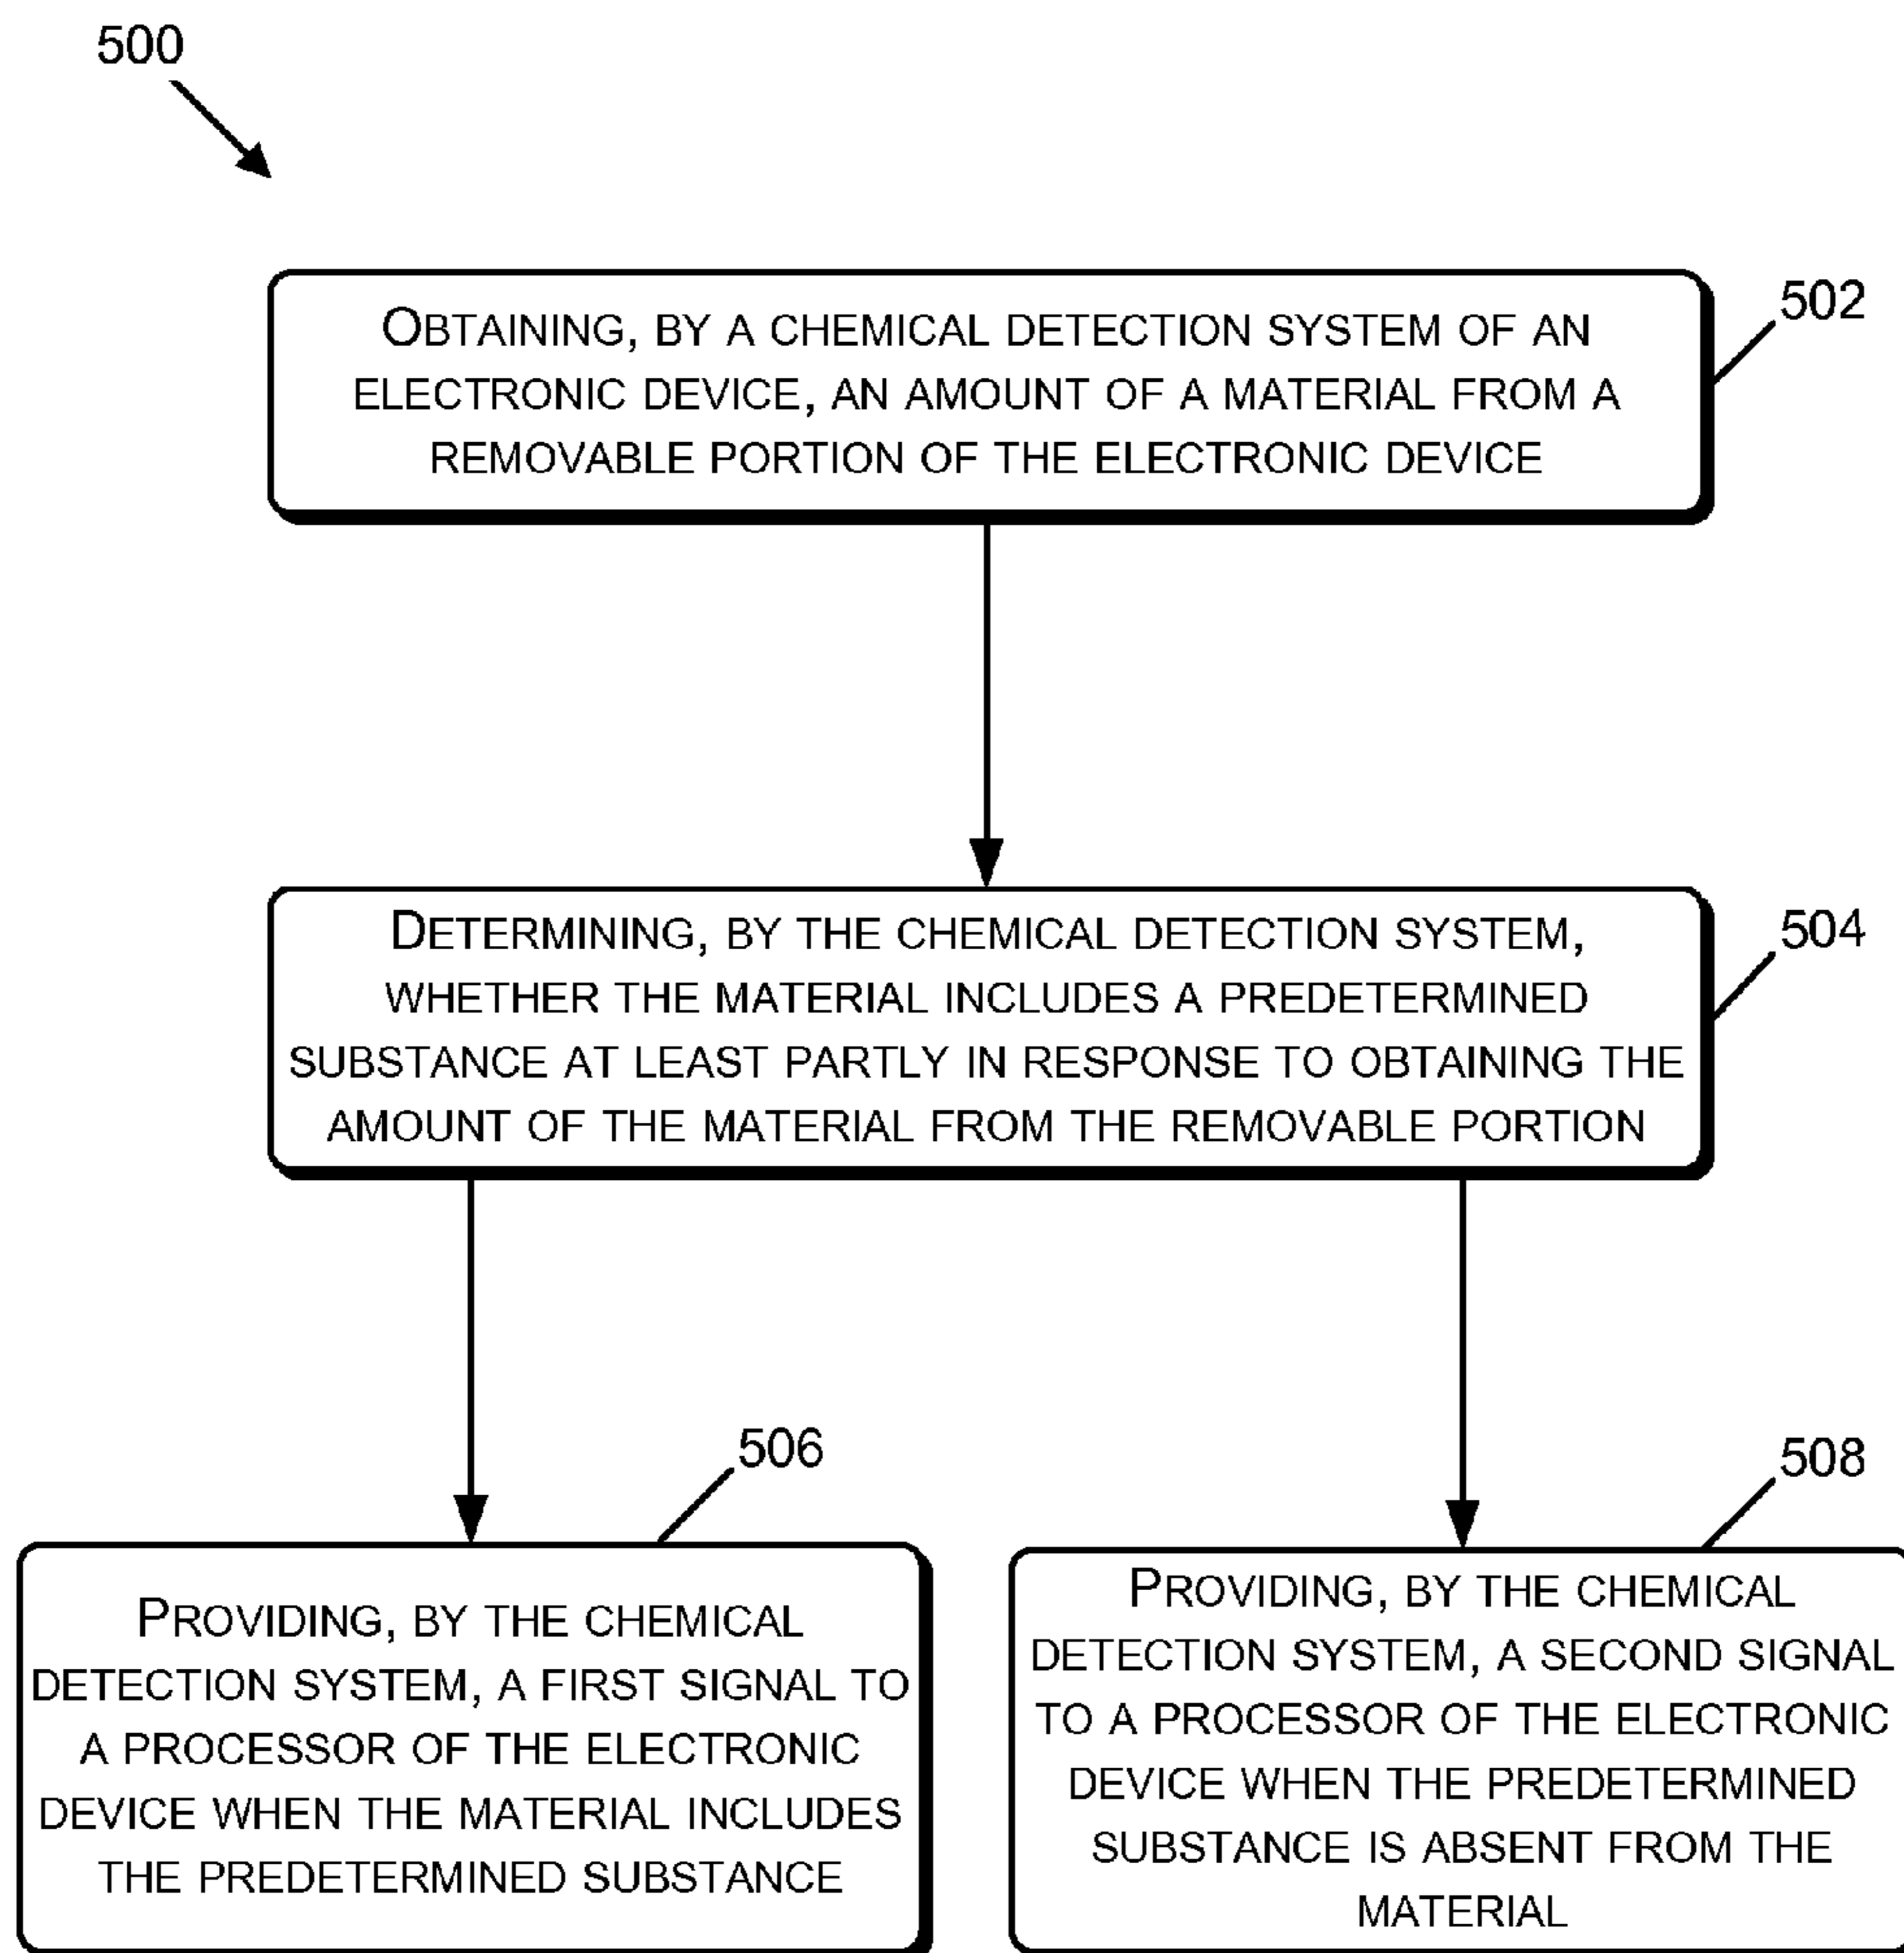 500
OBTAINING, BY A CHEMICAL DETECTION SYSTEM OF AN
ELECTRONIC DEVICE, AN AMOUNT OF A MATERIAL FROM A
REMOVABLE PORTION OF THE ELECTRONIC DEVICE
502
DETERMINING, BY THE CHEMICAL DETECTION SYSTEM,
WHETHER THE MATERIAL INCLUDES A PREDETERMINED
SUBSTANCE AT LEAST PARTLY IN RESPONSE TO OBTAINING THE
AMOUNT OF THE MATERIAL FROM THE REMOVABLE PORTION
504
506
PROVIDING, BY THE CHEMICAL
DETECTION SYSTEM, A FIRST SIGNAL TO
A PROCESSOR OF THE ELECTRONIC
DEVICE WHEN THE MATERIAL INCLUDES
THE PREDETERMINED SUBSTANCE
508
PROVIDING, BY THE CHEMICAL
DETECTION SYSTEM, A SECOND SIGNAL
TO A PROCESSOR OF THE ELECTRONIC
DEVICE WHEN THE PREDETERMINED
SUBSTANCE IS ABSENT FROM THE
MATERIAL